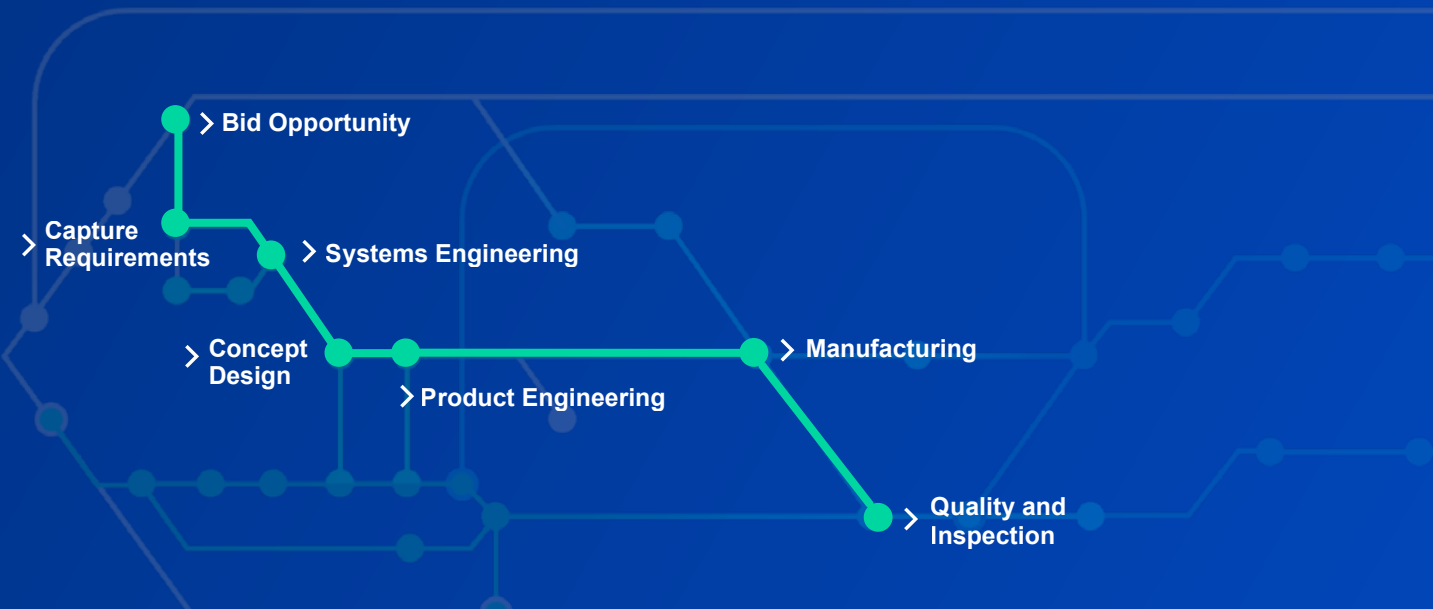 Bid Opportunity
Capture
Requirements
Systems Engineering
Concept
Design
Manufacturing
Product Engineering
Quality and
Inspection